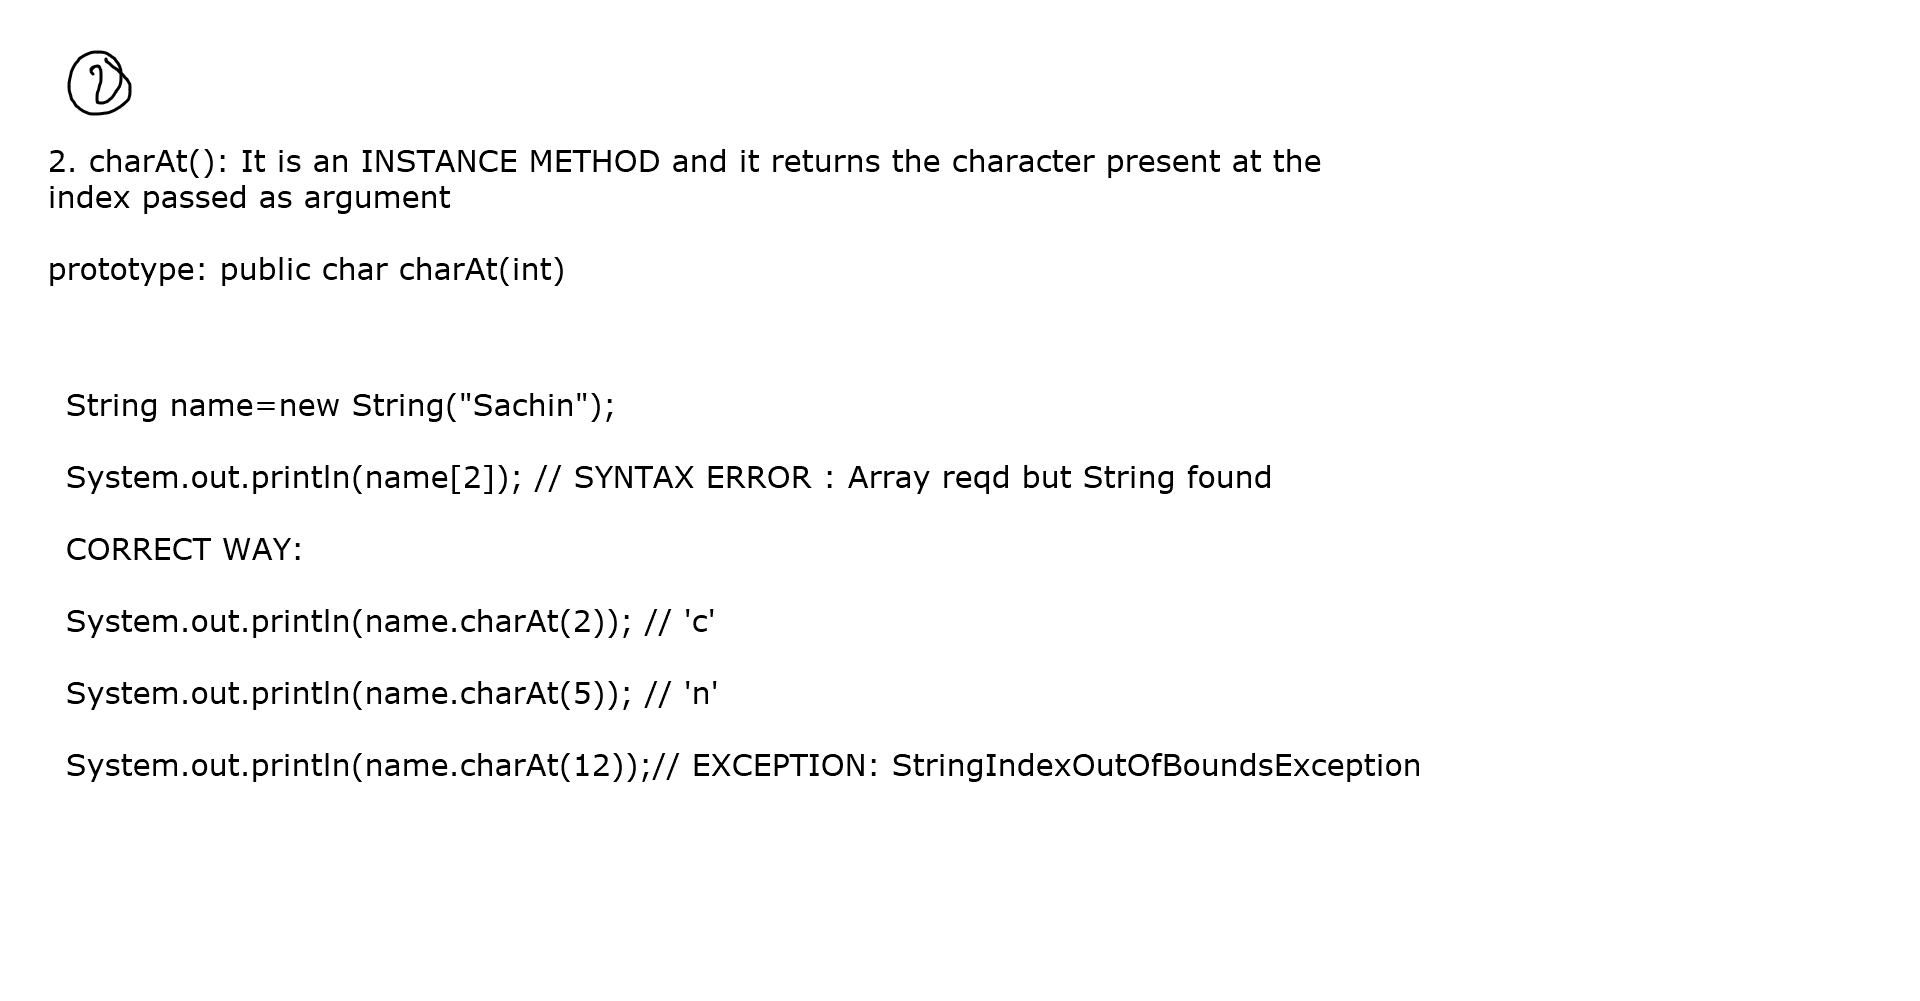 2
2. charAt(): It is an INSTANCE METHOD and it returns the character present at the
index passed as argument
prototype: public char charAt(int)
String name=new String("Sachin");
System.out.println(name[2]); // SYNTAX ERROR : Array reqd but String found
CORRECT WAY:
System.out.println(name.charAt(2)); // 'c'
System.out.println(name.charAt(5)); // 'n'
System.out.println(name.charAt(12));// EXCEPTION: StringIndexOutOfBoundsException